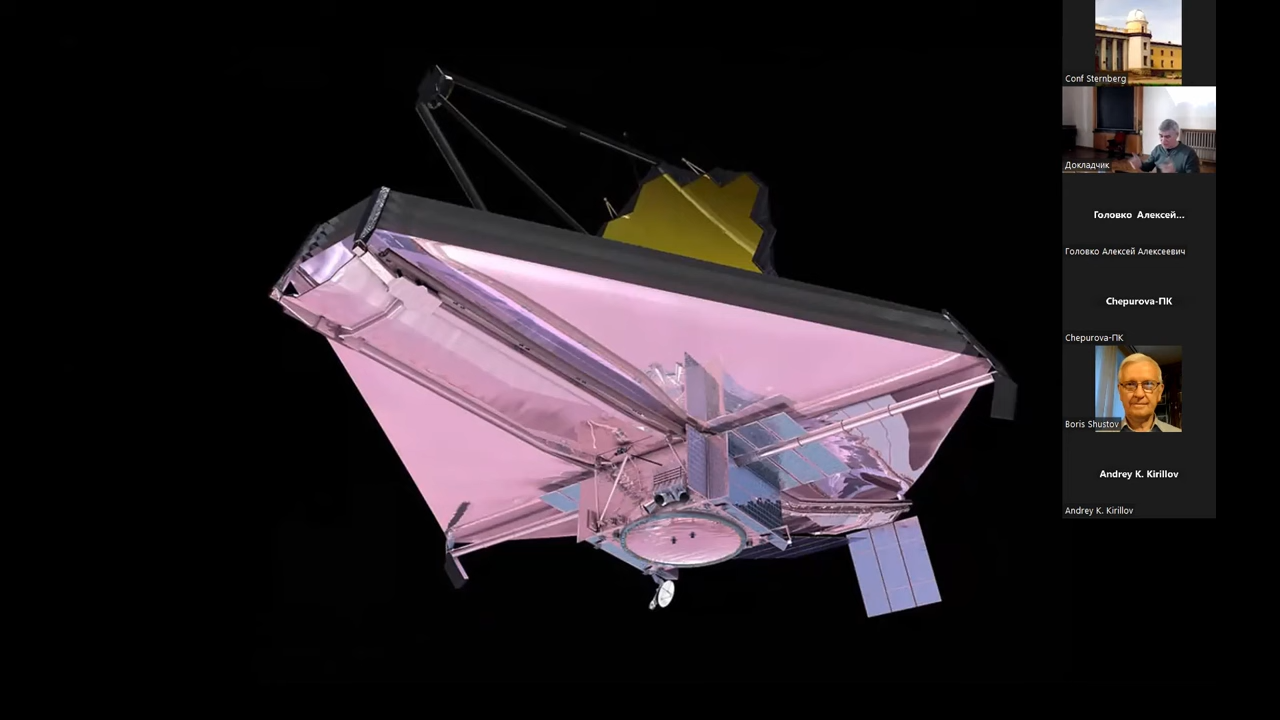 Conf Sternberg
Докладчик
Головко Алексей...
Головко Алексей Алексеевич
Chepurova-ПК
Chepurova-ПК
Boris Shustov
Andrey K. Kirillov
Andrey K. Kirillov